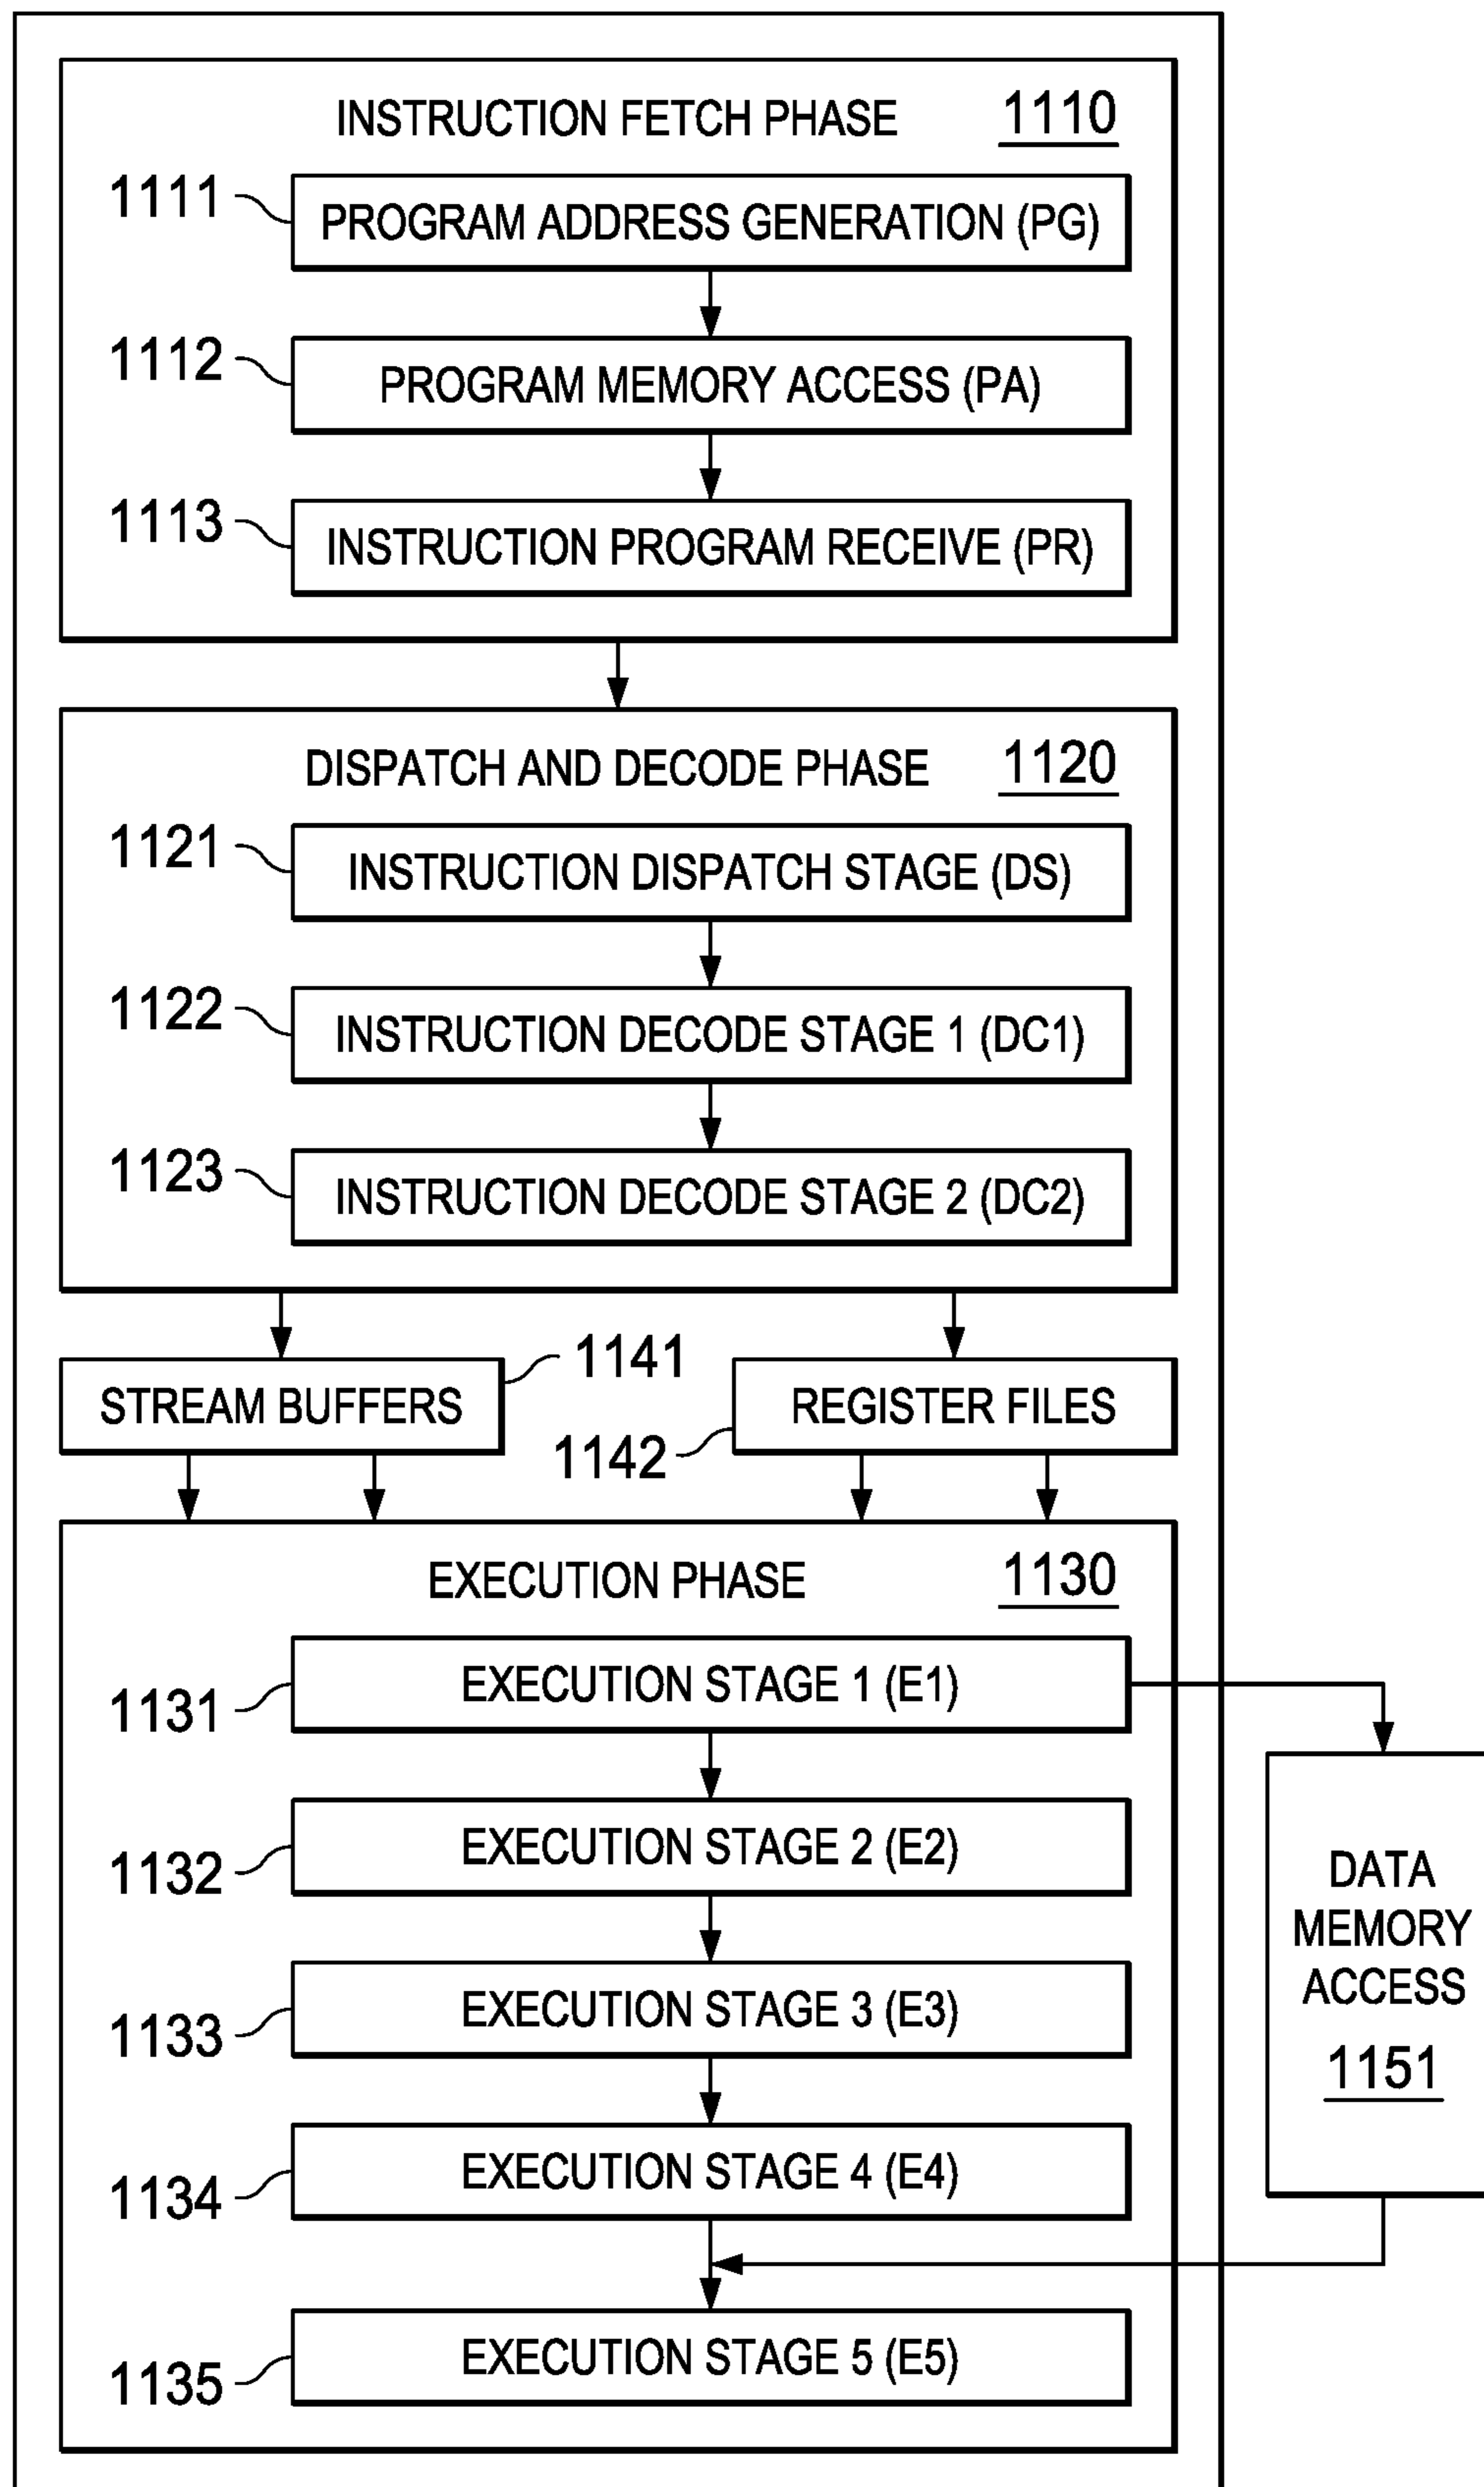 INSTRUCTION FETCH PHASE 1110
1111 PROGRAM ADDRESS GENERATION (PG)
1112 PROGRAM MEMORY ACCESS (PA)
1113 INSTRUCTION PROGRAM RECEIVE (PR)
DISPATCH AND DECODE PHASE 1120
1121 INSTRUCTION DISPATCH STAGE (DS)
1122 INSTRUCTION DECODE STAGE 1 (DC1)
1123 INSTRUCTION DECODE STAGE 2 (DC2)
STREAM BUFFERS 1141
1142 REGISTER FILES
EXECUTION PHASE 1130
1131 EXECUTION STAGE 1 (E1)
1132 EXECUTION STAGE 2 (E2)
1133 EXECUTION STAGE 3 (E3)
1134 EXECUTION STAGE 4 (E4)
1135 EXECUTION STAGE 5 (E5)
DATA
MEMORY
ACCESS
1151